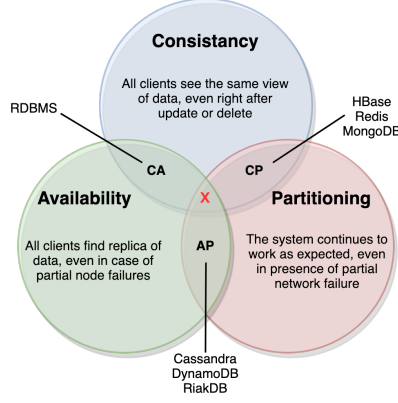 Consistancy
All clients see the same view
of data, even right after
update or delete
RDBMS
HBase
Redis
MongoDB
CA
CP
X
Availability
Partitioning
All clients find replica of
data, even in case of
partial node failures
AP
The system continues to
work as expected, even
in presence of partial
network failure
Cassandra
DynamoDB
RiakDB